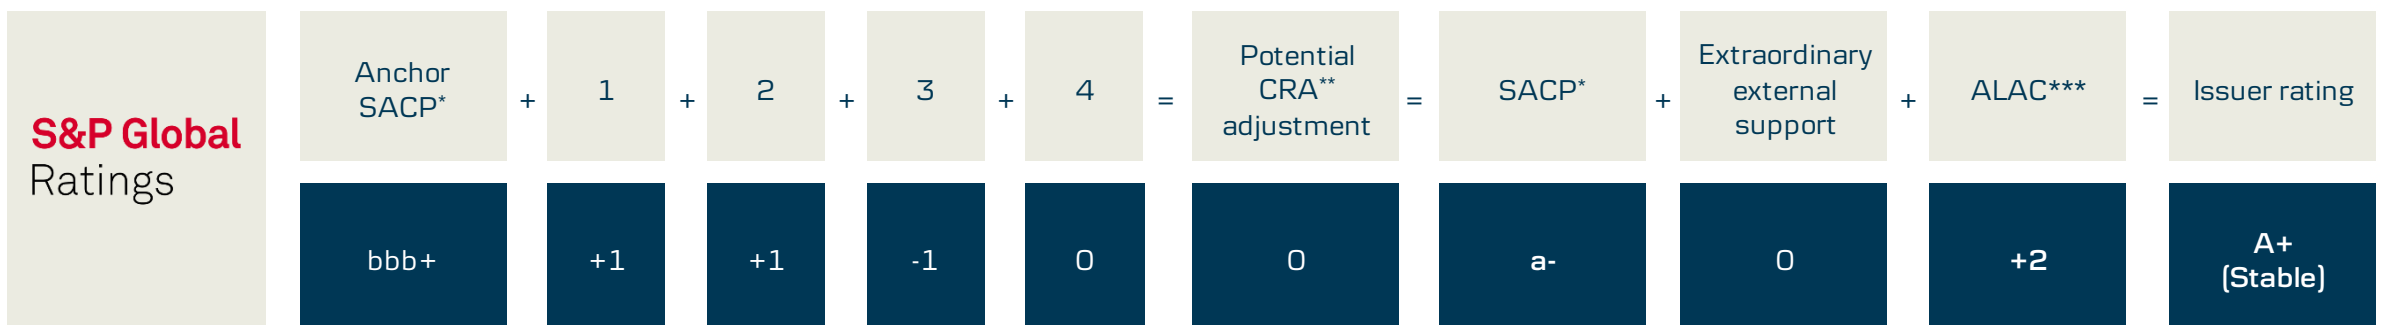 S&P Global
Ratings
Anchor
SACP*
+
1
+
2
+
3
+
4
=
Potential
CRA**
adjustment
=
SACP*
+
Extraordinary
external
support
+
ALAC***
=
Issuer rating
bbb+
+1
+1
-1
0
0
a-
0
+2
A+
(Stable)